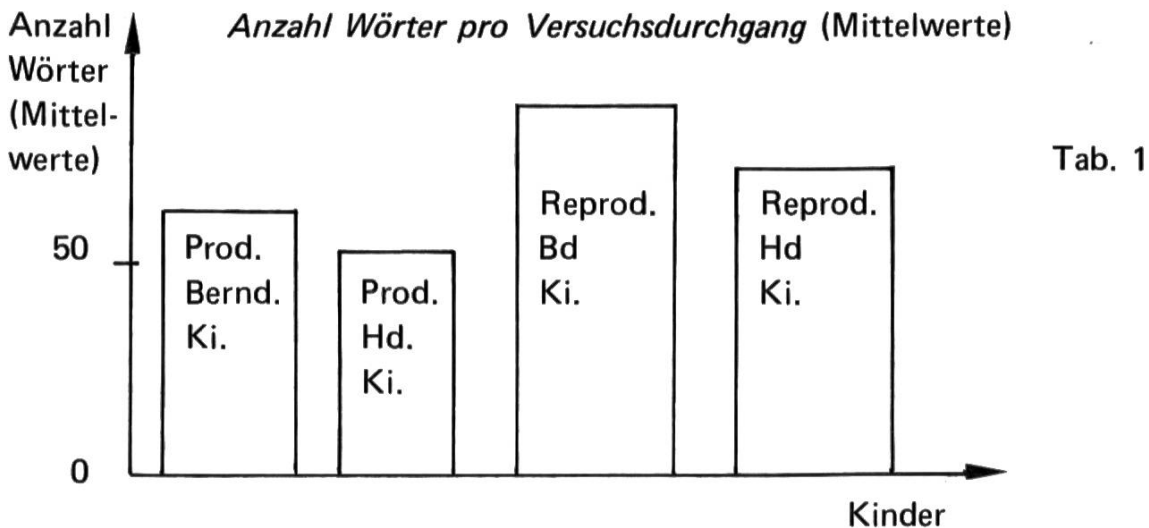 Anzahl Wörter (Mittel-werte)
Anzahl Wörter pro Versuchsdurchgang (Mittelwerte)
Tab. 1
50
0
Prod.
Bernd.
Ki.
Prod.
Hd.
Ki.
Reprod.
Bd
Ki.
Reprod.
Hd
Ki.
Kinder